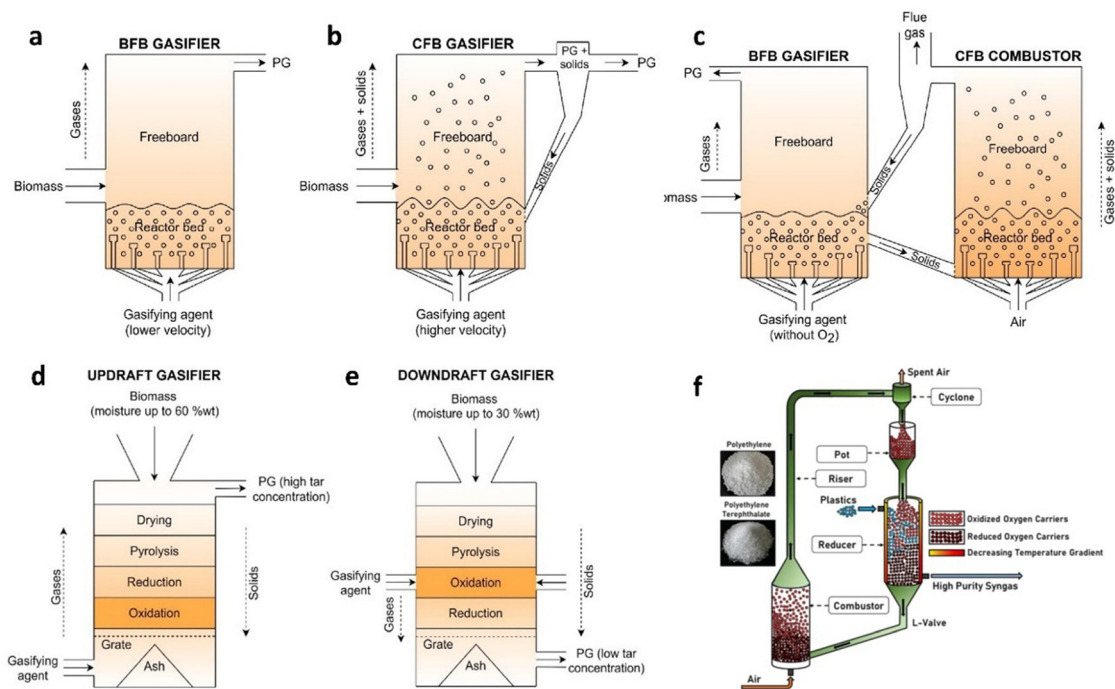 a
BFB GASIFIER
Gases
PG
Freeboard
Biomass
Reactor bed
Gasifying agent
(lower velocity)
b
CFB GASIFIER
Gases + solids
PG +
solids
PG
Freeboard
Solids
Biomass
Reactor bed
Gasifying agent
(higher velocity)
c
Flue
gas
BFB GASIFIER
CFB COMBUSTOR
PG
Gases
Freeboard
Freeboard
Solids
Gases + solids
omass
Reactor bed
Reactor bed
Solids
Gasifying agent
(without O2)
Air
d
UPDRAFT GASIFIER
Biomass
(moisture up to 60 %wt)
PG (high tar
concentration)
Drying
Pyrolysis
Reduction
Oxidation
Gases
Solids
Grate
Gasifying
agent
Ash
e
DOWNDRAFT GASIFIER
Biomass
(moisture up to 30 %wt)
Drying
Pyrolysis
Gasifying
agent
Oxidation
Reduction
Gases
Solids
Grate
Ash
PG (low tar
concentration)
f
Spent Air
Cyclone
Polyethylene
Pot
Riser
Plastics
Polyethylene
Terephthalate
Oxidized Oxygen Carriers
Reduced Oxygen Carriers
Reducer
Decreasing Temperature Gradient
High Purity Syngas
Combustor
L-Valve
Air